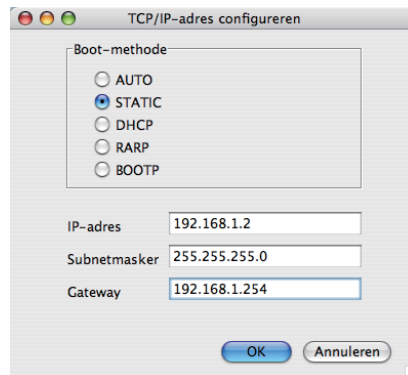 TCP/IP-adres configureren
Boot-methode
AUTO
STATIC
DHCP
RARP
BOOTP
IP-adres 192.168.1.2
Subnetmasker 255.255.255.0
Gateway 192.168.1.254
OK Annuleren